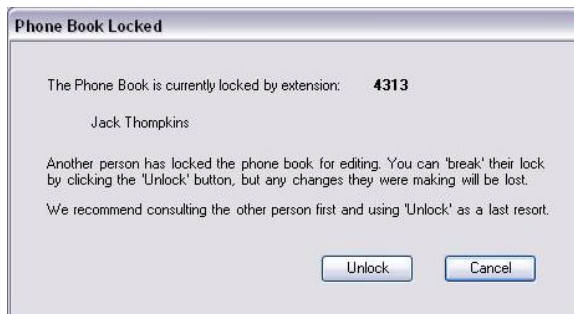 Phone Book Locked
The Phone Book is currently locked by extension: 4313
Jack Thompkins
Another person has locked the phone book for editing. You can 'break' their lock
by clicking the 'Unlock' button, but any changes they were making will be lost.
We recommend consulting the other person first and using 'Unlock' as a last resort.
Unlock Cancel